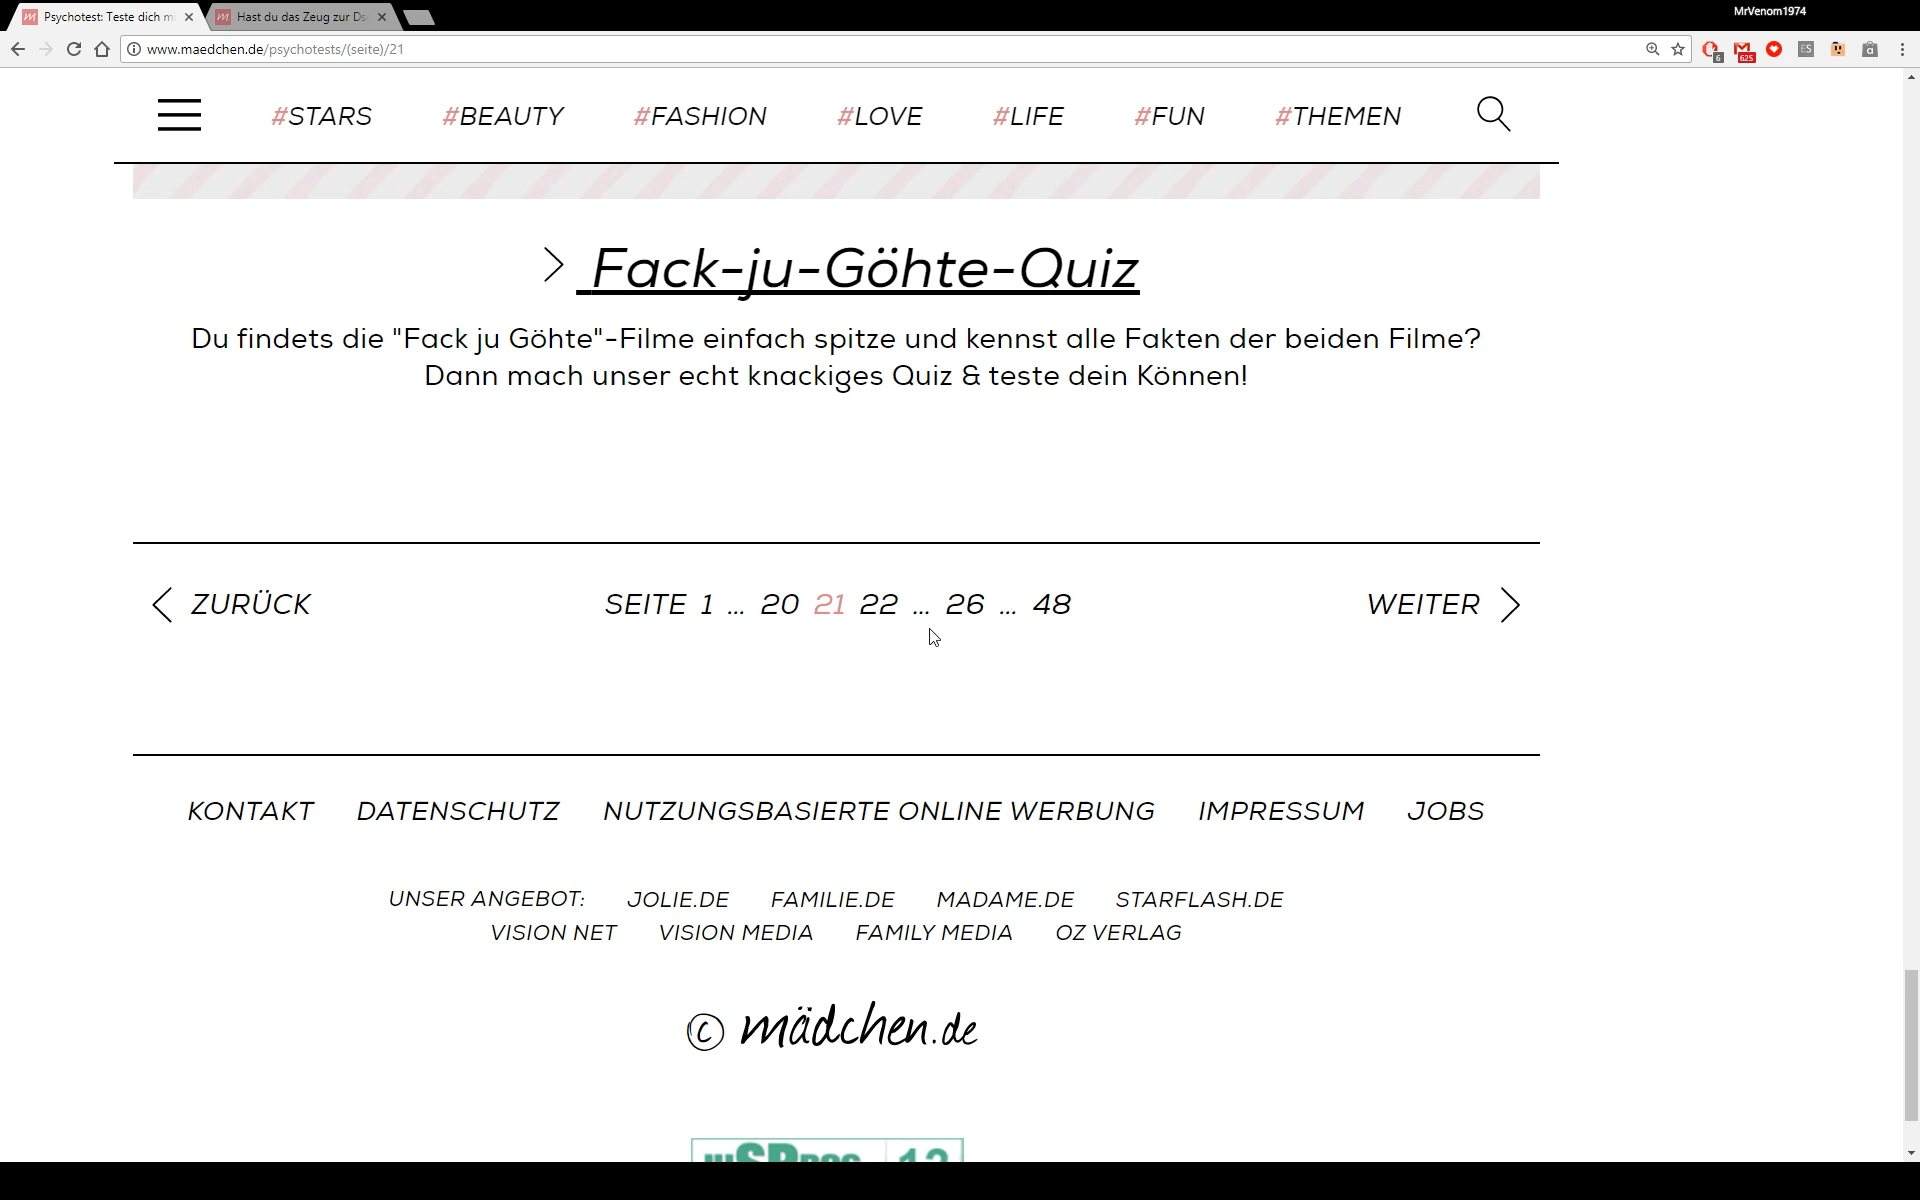 Psychotest: Teste dich m
Hast du das Zeug zur Ds
MrVenom1974
www.maedchen.de/psychotests/(seite)/21
6
625
ES
a
#STARS #BEAUTY #FASHION #LOVE #LIFE #FUN #THEMEN
> Fack-ju-Göhte-Quiz
Du findets die "Fack ju Göhte"-Filme einfach spitze und kennst alle Fakten der beiden Filme?
Dann mach unser echt knackiges Quiz & teste dein Können!
ZURÜCK SEITE 1 ... 20 21 22 ... 26 ... 48 WEITER
KONTAKT DATENSCHUTZ NUTZUNGSBASIERTE ONLINE WERBUNG IMPRESSUM JOBS
UNSER ANGEBOT: JOLIE.DE FAMILIE.DE MADAME.DE STARFLASH.DE
VISION NET VISION MEDIA FAMILY MEDIA OZ VERLAG
© mädchen.de